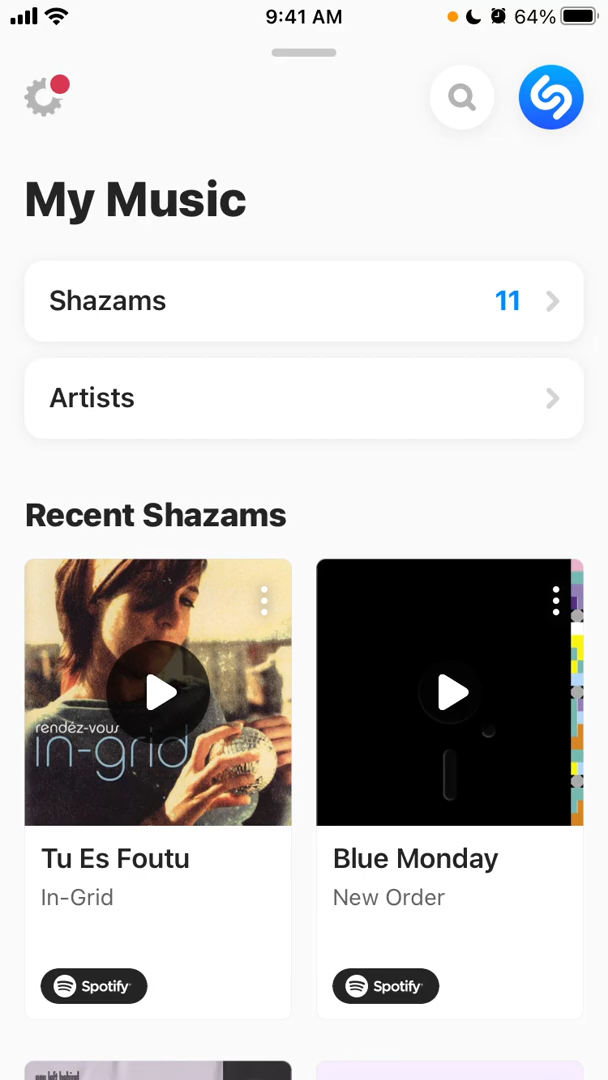 9:41 AM
64%
My Music
Shazams 11
Artists
Recent Shazams
rendez-vous
in-grid
Tu Es Foutu
In-Grid
Spotify
Blue Monday
New Order
Spotify